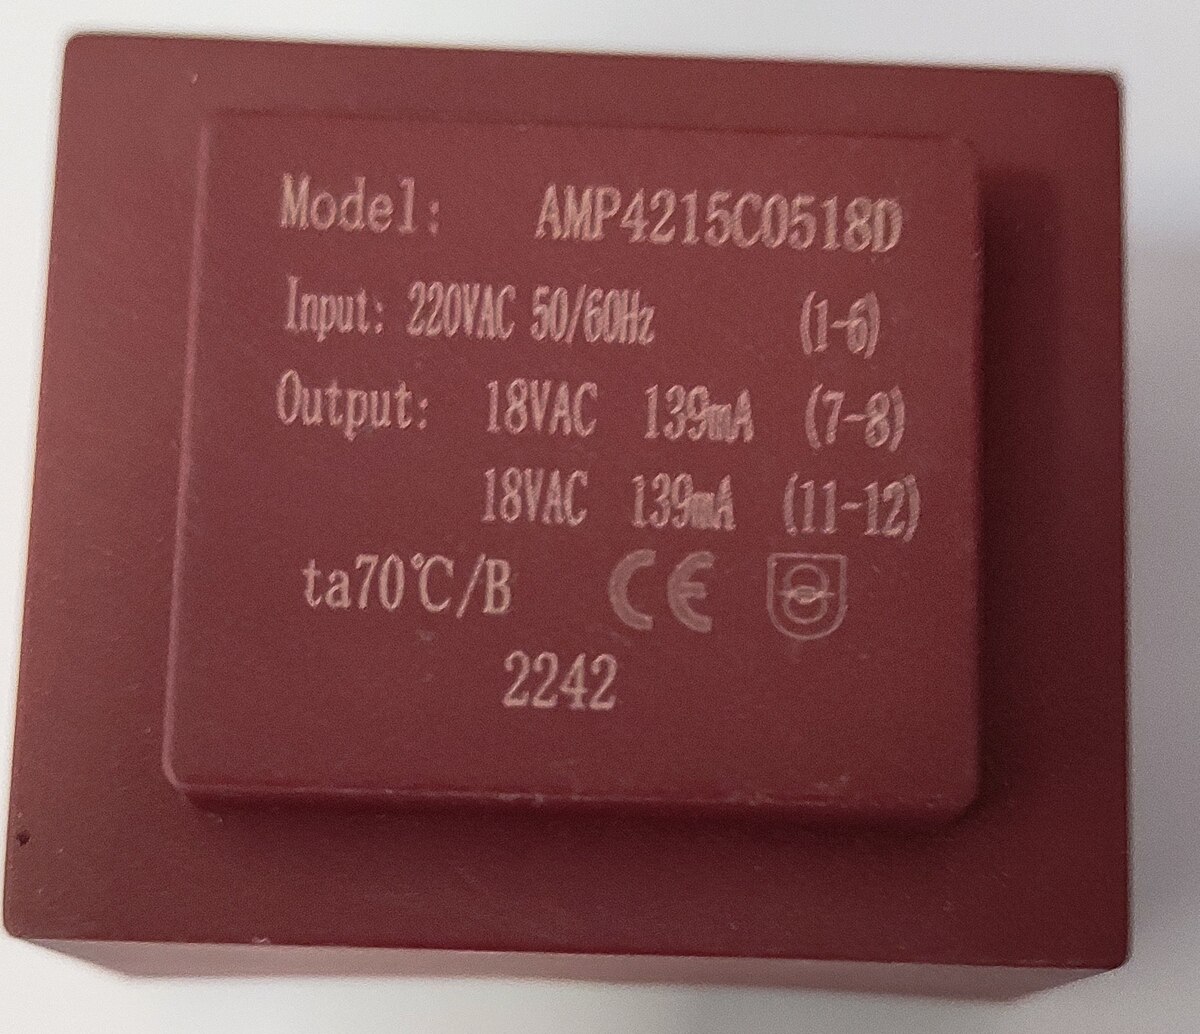 Model: AMP4215C0518D
Input: 220VAC 50/60Hz (1-6)
Output: 18VAC 139mA (7-8)
18VAC 139mA (11-12)
ta70℃/B CE
2242